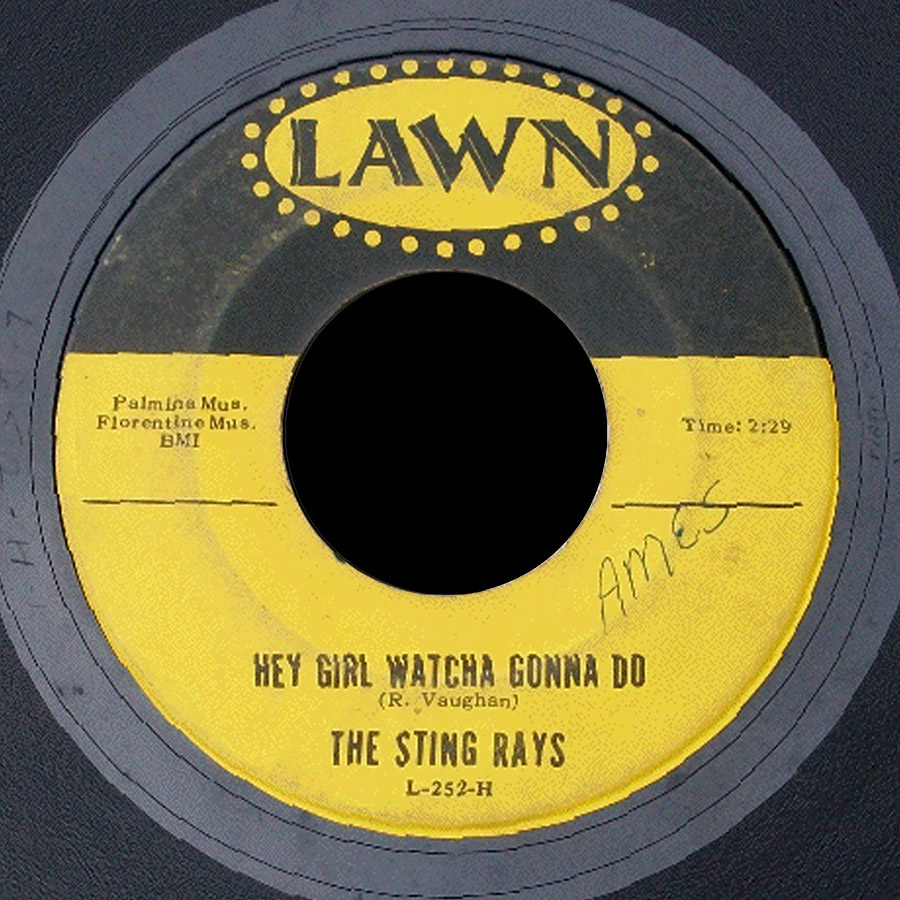 LAWN
Palmina Mus.
Florentine Mus.
BMI
Time: 2:29
AMES
HEY GIRL WATCHA GONNA DO
(R. Vaughan)
THE STING RAYS
L-252-H